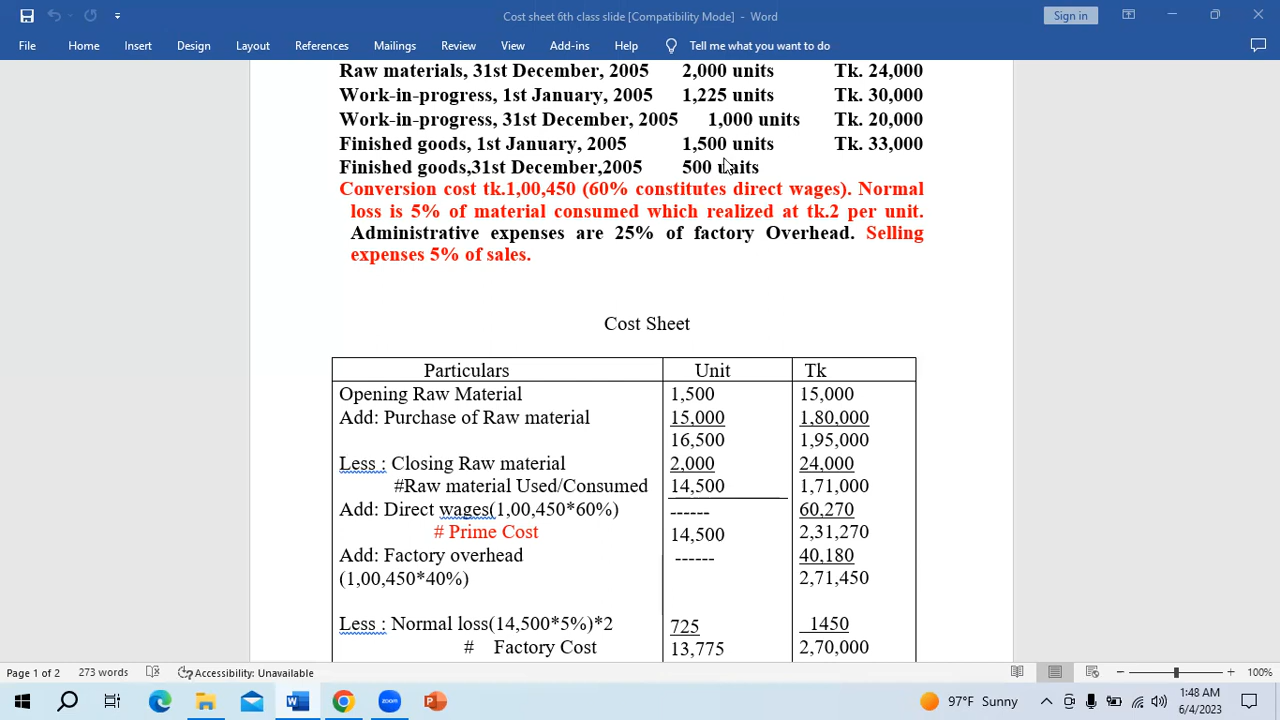 Cost sheet 6th class slide [Compatibility Mode] - Word
Sign in
File Home Insert Design Layout References Mailings Review View Add-ins Help Tell me what you want to do
Raw materials, 31st December, 2005 2,000 units Tk. 24,000
Work-in-progress, 1st January, 2005 1,225 units Tk. 30,000
Work-in-progress, 31st December, 2005 1,000 units Tk. 20,000
Finished goods, 1st January, 2005 1,500 units Tk. 33,000
Finished goods,31st December,2005 500 units
Conversion cost tk.1,00,450 (60% constitutes direct wages). Normal
loss is 5% of material consumed which realized at tk.2 per unit.
Administrative expenses are 25% of factory Overhead. Selling
expenses 5% of sales.
Cost Sheet
Particulars Unit Tk
Opening Raw Material 1,500 15,000
Add: Purchase of Raw material 15,000 1,80,000
16,500 1,95,000
Less : Closing Raw material 2,000 24,000
#Raw material Used/Consumed 14,500 1,71,000
Add: Direct wages(1,00,450*60%) ------ 60,270
# Prime Cost 14,500 2,31,270
Add: Factory overhead ------ 40,180
(1,00,450*40%) 2,71,450
Less : Normal loss(14,500*5%)*2 725 1450
# Factory Cost 13,775 2,70,000
Page 1 of 2 273 words Accessibility: Unavailable 100%
zoom
97°F Sunny
1:48 AM
6/4/2023